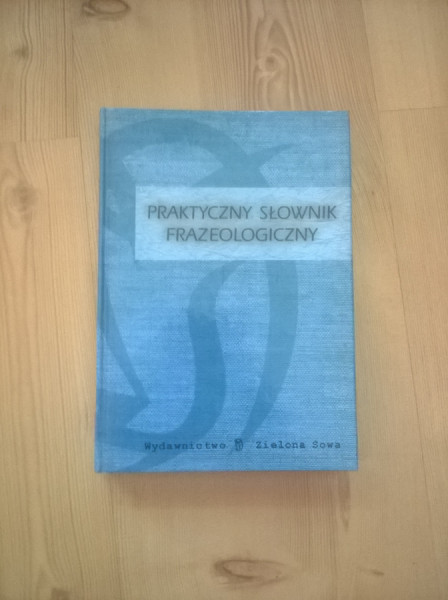 PRAKTYCZNY SŁOWNIK
FRAZEOLOGICZNY
Wydawnictwo Zielona Sowa